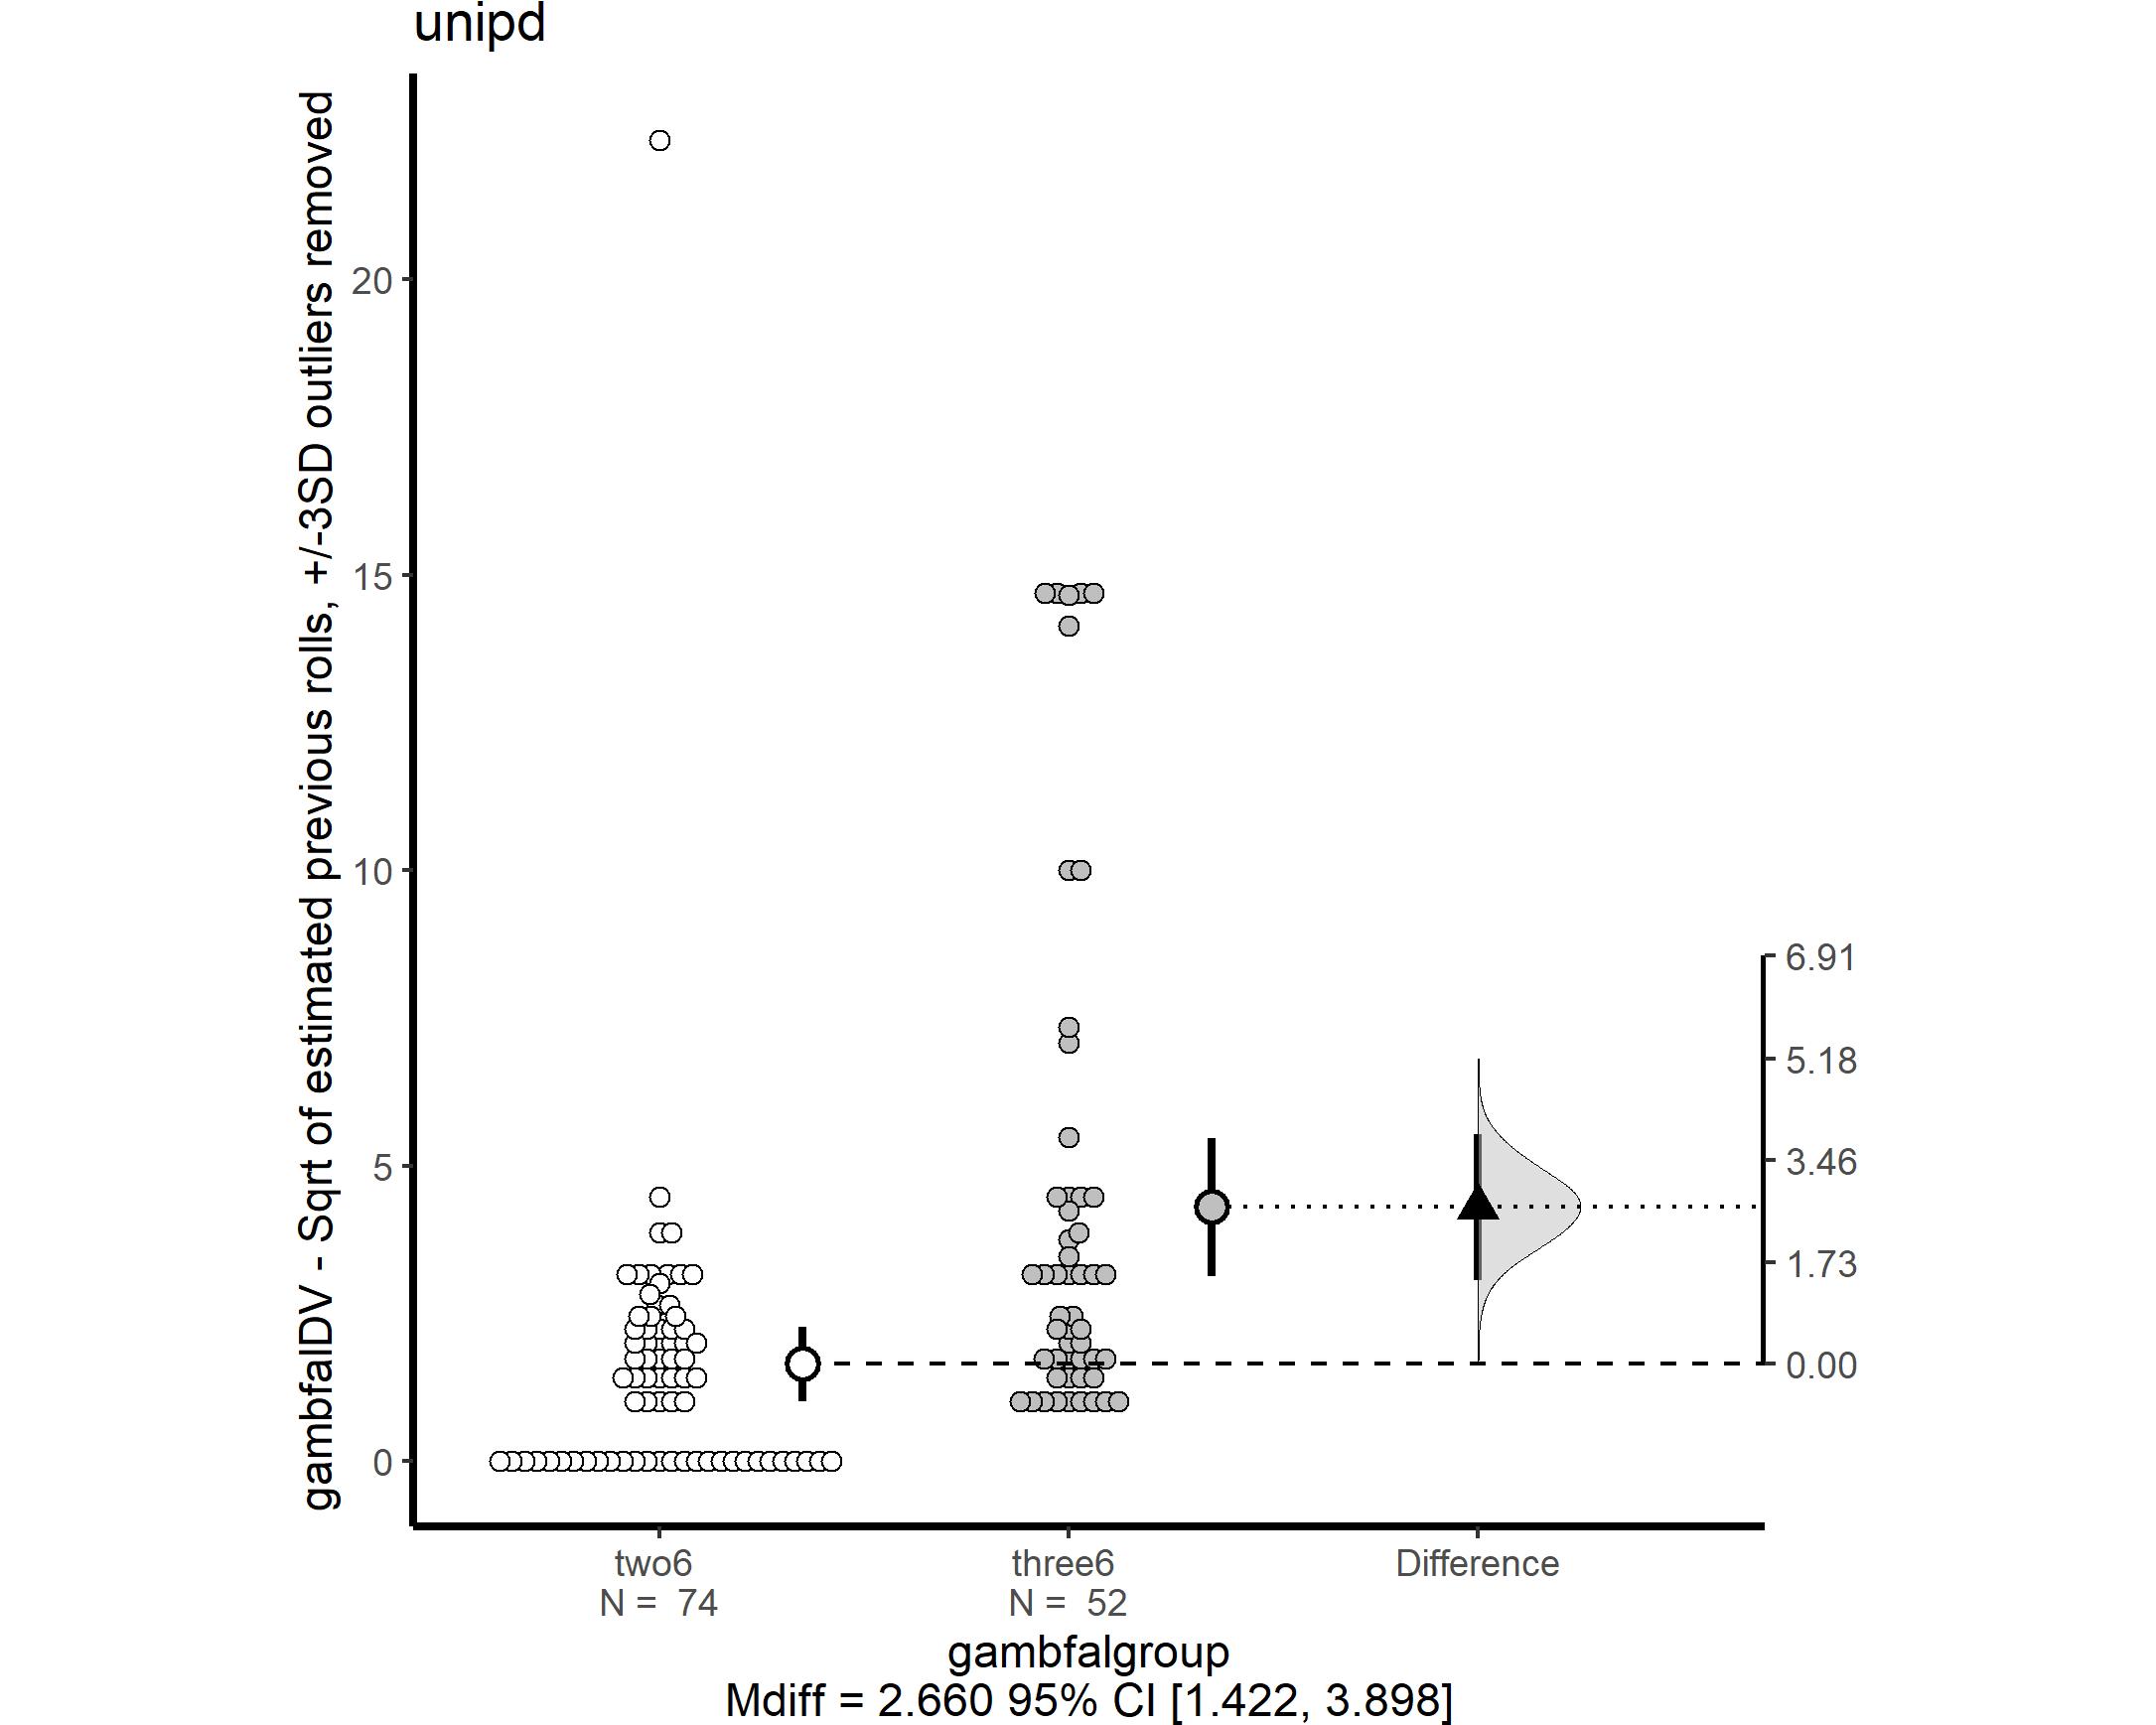 unipd
gambfalDV - Sqrt of estimated previous rolls, +/-3SD outliers removed
20
15
10
5
0
6.91
5.18
3.46
1.73
0.00
two6
N =  74
three6
N =  52
Difference
gambfalgroup
Mdiff = 2.660 95% CI [1.422, 3.898]